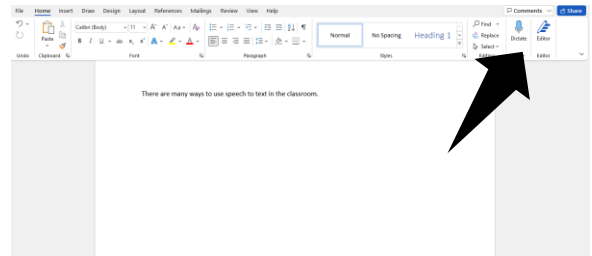 File Home Insert Draw Design Layout References Mailings Review View Help Comments Share
Calibri (Body) 11 A A Aa A Find
Paste Normal No Spacing Heading 1 Replace Dictate Editor
B I U ab x x A A Select
Undo Clipboard Font Paragraph Styles Editor
There are many ways to use speech to text in the classroom.